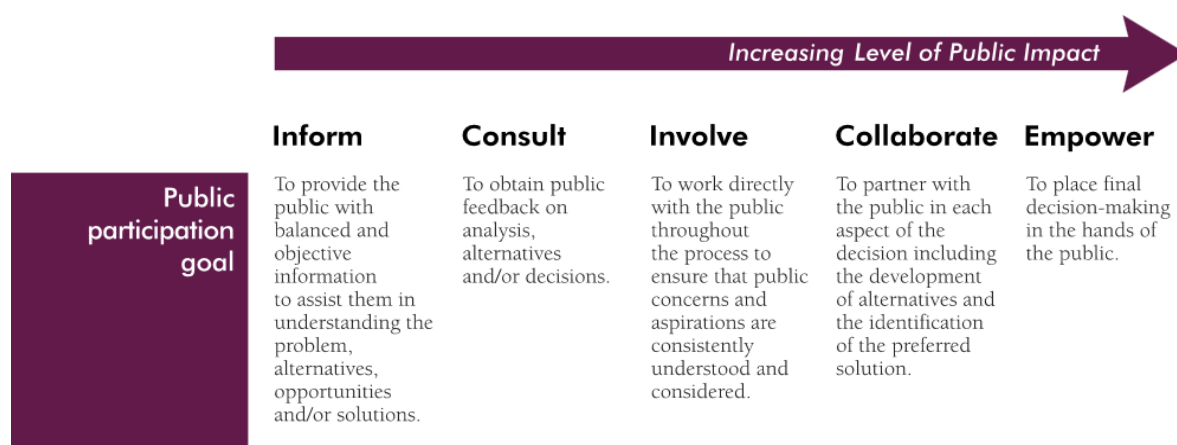 Increasing Level of Public Impact
Inform
Consult
Involve
Collaborate
Empower
Public
participation
goal
To provide the
public with
balanced and
objective
information
to assist them in
understanding the
problem,
alternatives,
opportunities
and/or solutions.
To obtain public
feedback on
analysis,
alternatives
and/or decisions.
To work directly
with the public
throughout
the process to
ensure that public
concerns and
aspirations are
consistently
understood and
considered.
To partner with
the public in each
aspect of the
decision including
the development
of alternatives and
the identification
of the preferred
solution.
To place final
decision-making
in the hands of
the public.